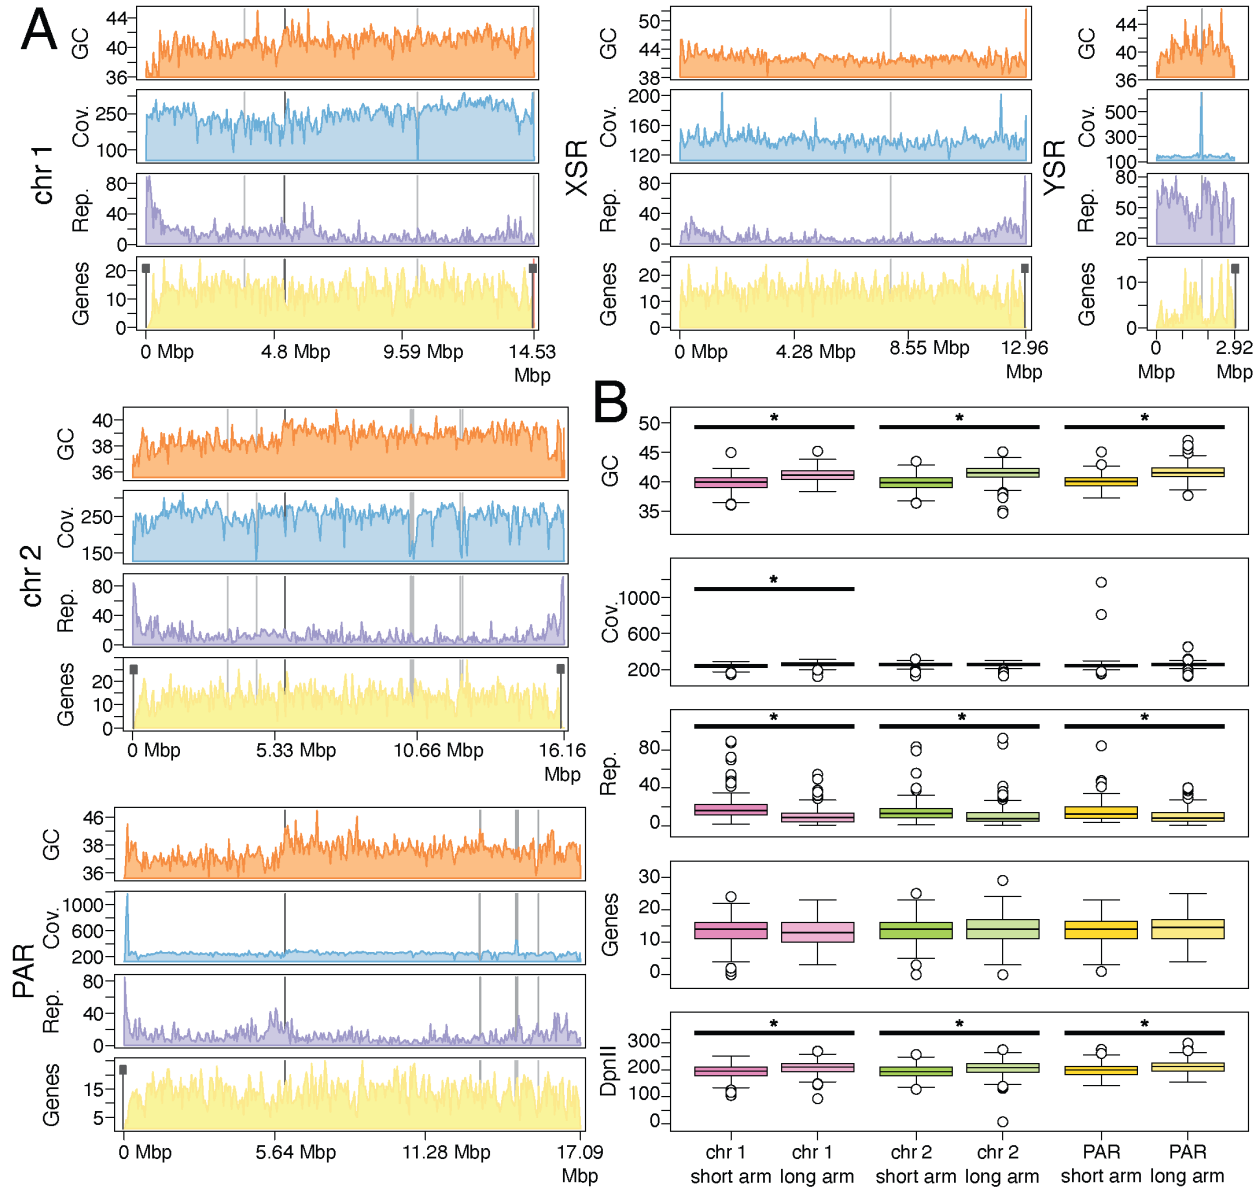 A
chr 1
GC
44
40
36
Cov.
250
100
Rep.
80
40
0
Genes
20
10
0
0 Mbp
4.8 Mbp
9.59 Mbp
14.53
Mbp
XSR
GC
50
44
38
Cov.
200
160
120
Rep.
80
40
0
Genes
20
10
0
0 Mbp
4.28 Mbp
8.55 Mbp
12.96
Mbp
YSR
GC
44
40
36
Cov.
500
300
100
Rep.
80
50
20
Genes
10
0
0
Mbp
2.92
Mbp
chr 2
GC
40
38
36
Cov.
250
150
Rep.
80
40
0
Genes
20
10
0
0 Mbp
5.33 Mbp
10.66 Mbp
16.16
Mbp
PAR
GC
46
38
36
Cov.
1000
600
200
Rep.
80
40
0
Genes
15
5
0 Mbp
5.64 Mbp
11.28 Mbp
17.09
Mbp
B
GC
50
45
40
35
* * *
Cov.
1000
600
200
*
Rep.
80
40
0
* * *
Genes
30
20
10
0
DpnII
300
200
100
0
* * *
chr 1 chr 1 chr 2 chr 2 PAR PAR
short arm long arm short arm long arm short arm long arm